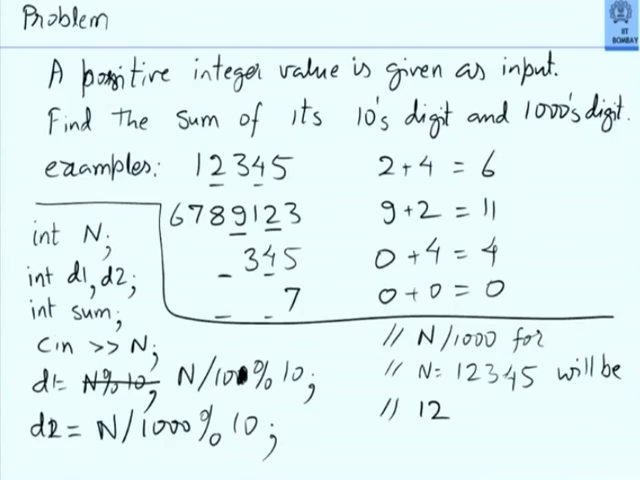 Problem
IIT
BOMBAY
A positive integer value is given as input.
Find the sum of its 10's digit and 1000's digit.
examples: 12345 2+4 = 6
6789123 9+2 = 11
345 0+4 = 4
7 0+0 = 0
int N;
int d1, d2;
int sum;
cin >> N;
d1= N%10; N/10%10;
d2= N/1000%10;
// N/1000 for
// N= 12345 will be
// 12